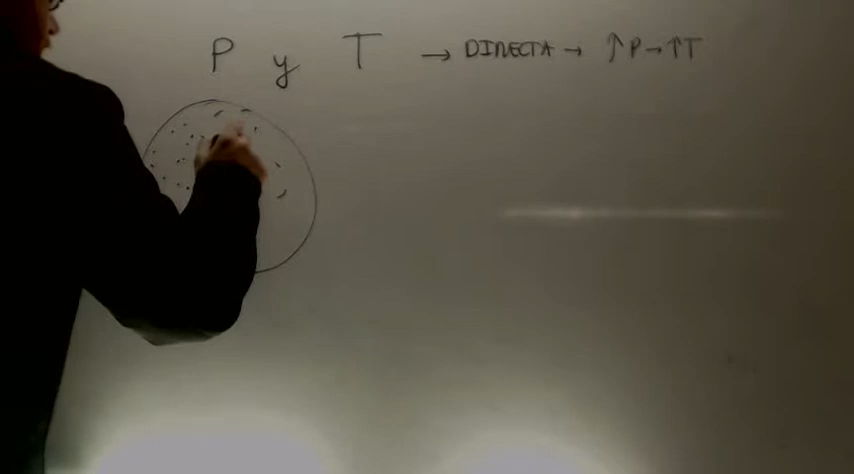 P y T → DIRECTA → ↑P→↑T